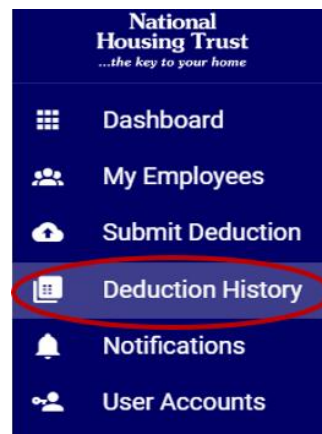 National
Housing Trust
...the key to your home
Dashboard
My Employees
Submit Deduction
Deduction History
Notifications
User Accounts